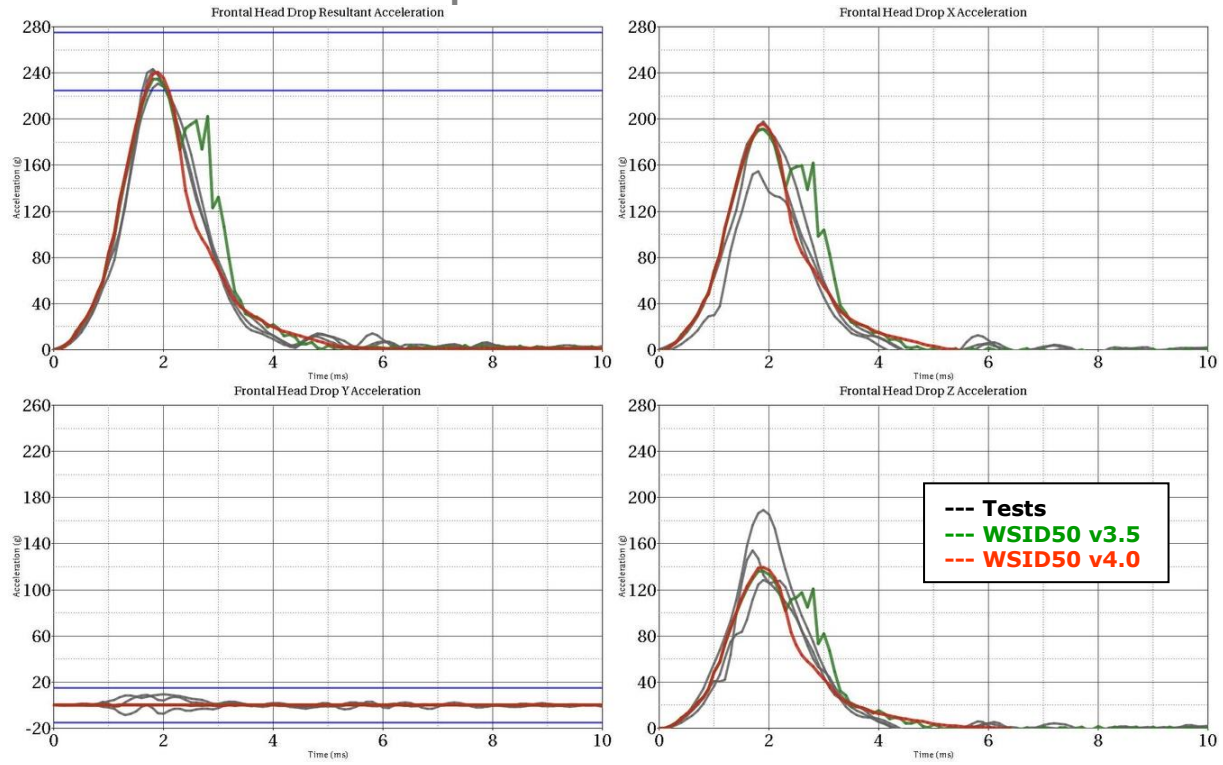 Frontal Head Drop Resultant Acceleration
280
240
200
160
120
80
40
0
Acceleration (g)
0 2 4 6 8 10
Time (ms)
Frontal Head Drop X Acceleration
280
240
200
160
120
80
40
0
Acceleration (g)
0 2 4 6 8 10
Time (ms)
Frontal Head Drop Y Acceleration
260
220
180
140
100
60
20
-20
Acceleration (g)
0 2 4 6 8 10
Time (ms)
Frontal Head Drop Z Acceleration
280
240
200
160
120
80
40
0
Acceleration (g)
0 2 4 6 8 10
Time (ms)
--- Tests
--- WSID50 v3.5
--- WSID50 v4.0